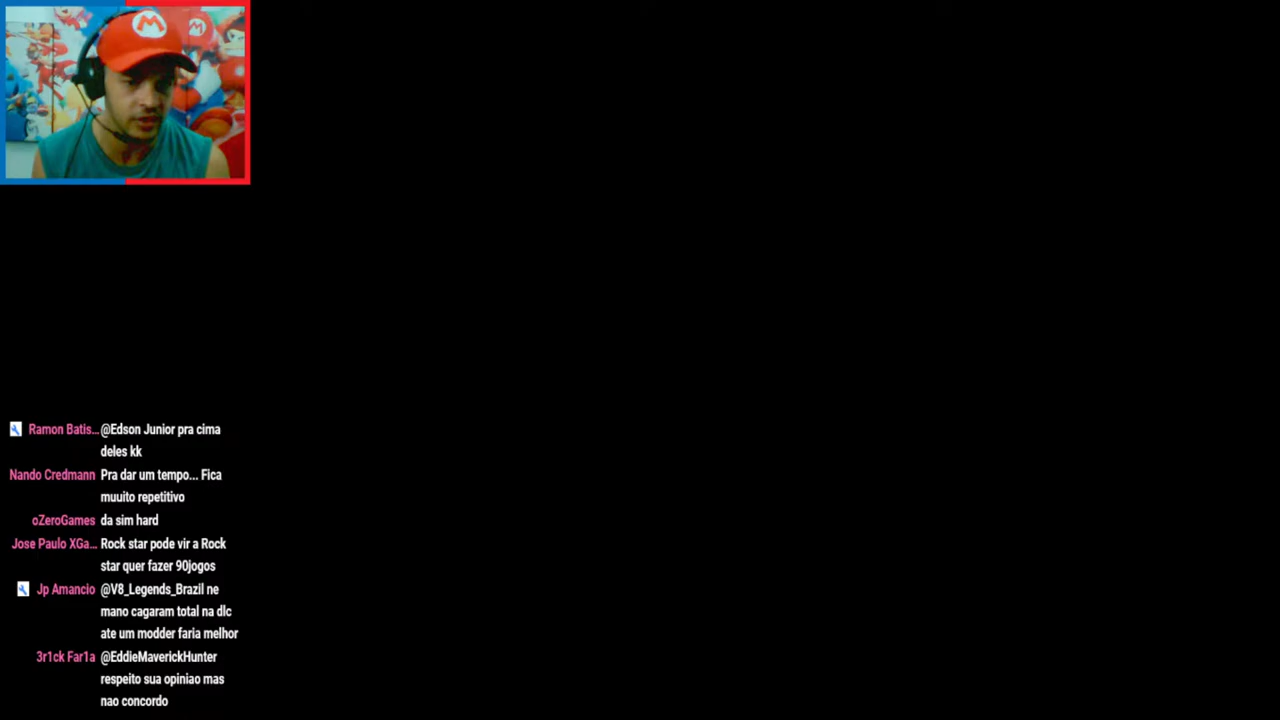 M
M
Ramon Batis... @Edson Junior pra cima
deles kk
Nando Credmann Pra dar um tempo... Fica
muuito repetitivo
oZeroGames da sim hard
Jose Paulo XGa... Rock star pode vir a Rock
star quer fazer 90jogos
Jp Amancio @V8_Legends_Brazil ne
mano cagaram total na dlc
ate um modder faria melhor
3r1ck Far1a @EddieMaverickHunter
respeito sua opiniao mas
nao concordo